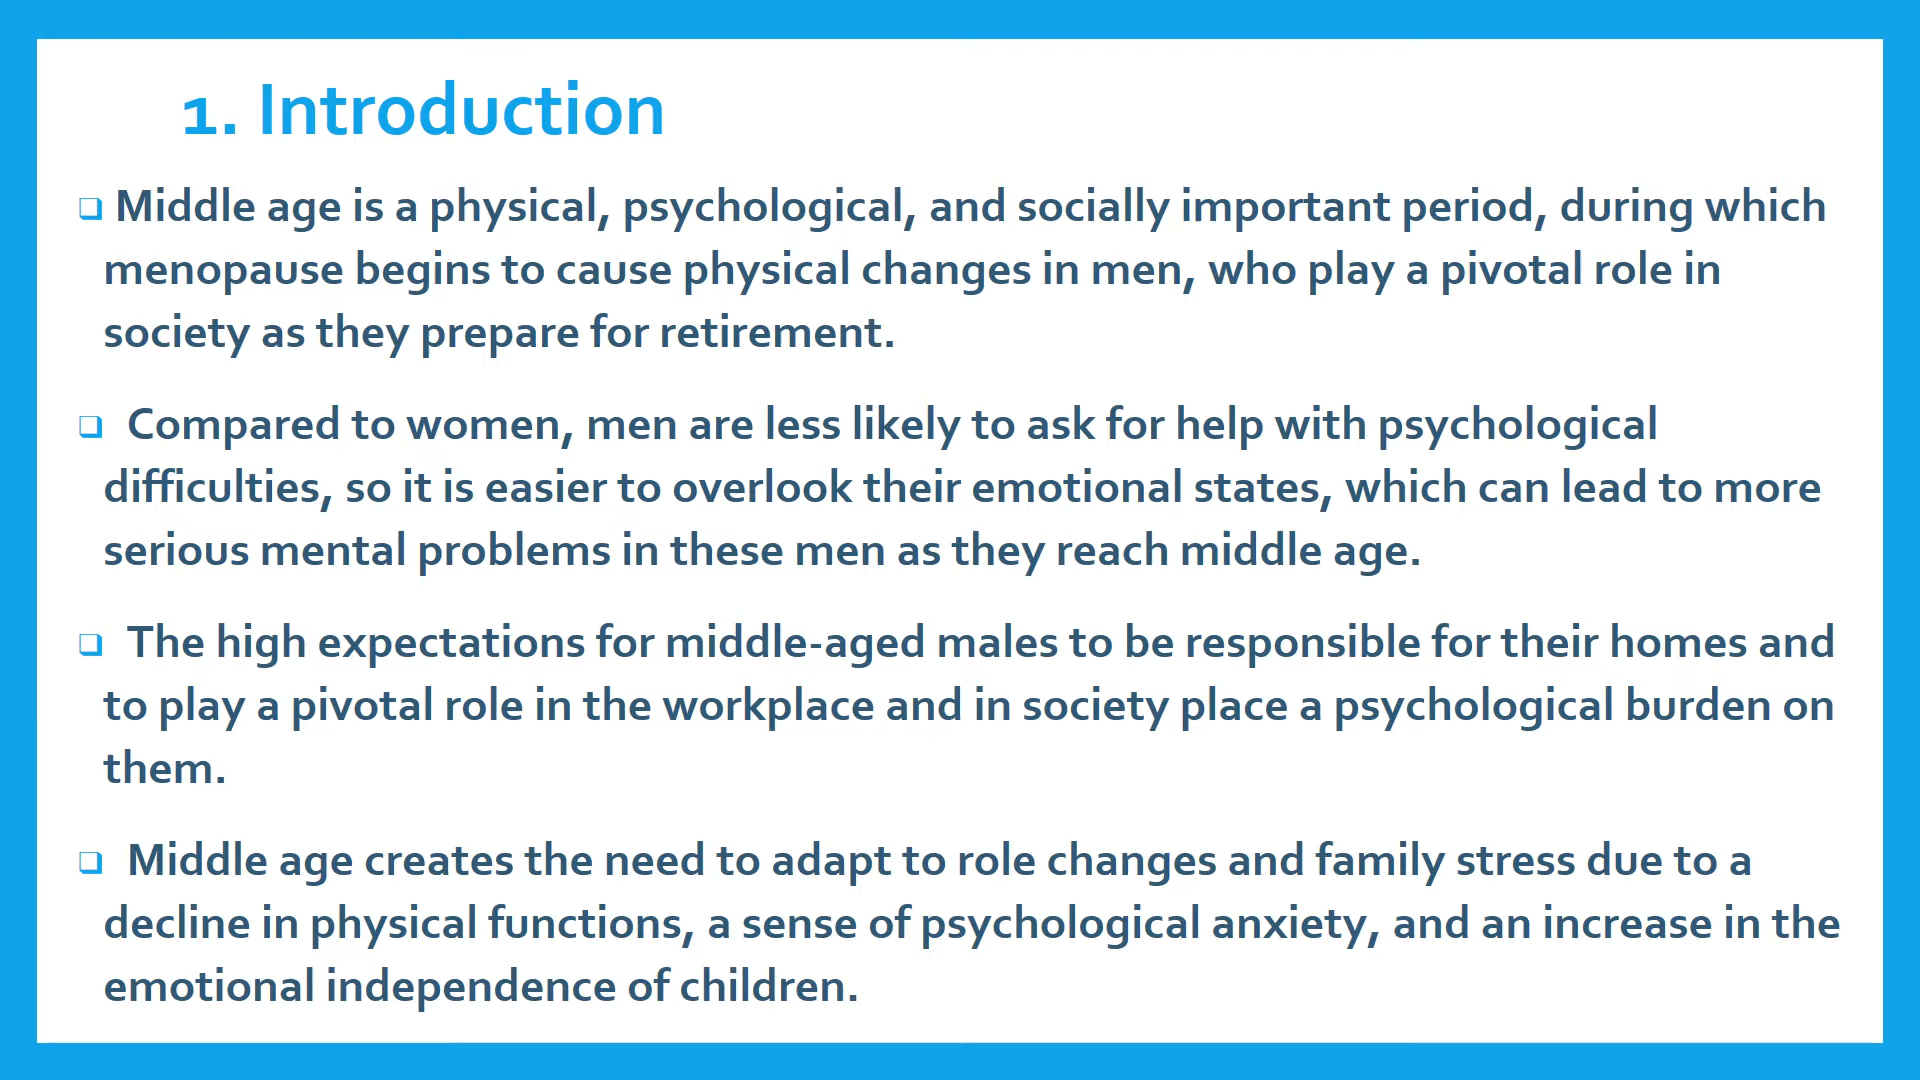 1. Introduction
❑ Middle age is a physical, psychological, and socially important period, during which
menopause begins to cause physical changes in men, who play a pivotal role in
society as they prepare for retirement.
❑ Compared to women, men are less likely to ask for help with psychological
difficulties, so it is easier to overlook their emotional states, which can lead to more
serious mental problems in these men as they reach middle age.
❑ The high expectations for middle-aged males to be responsible for their homes and
to play a pivotal role in the workplace and in society place a psychological burden on
them.
❑ Middle age creates the need to adapt to role changes and family stress due to a
decline in physical functions, a sense of psychological anxiety, and an increase in the
emotional independence of children.